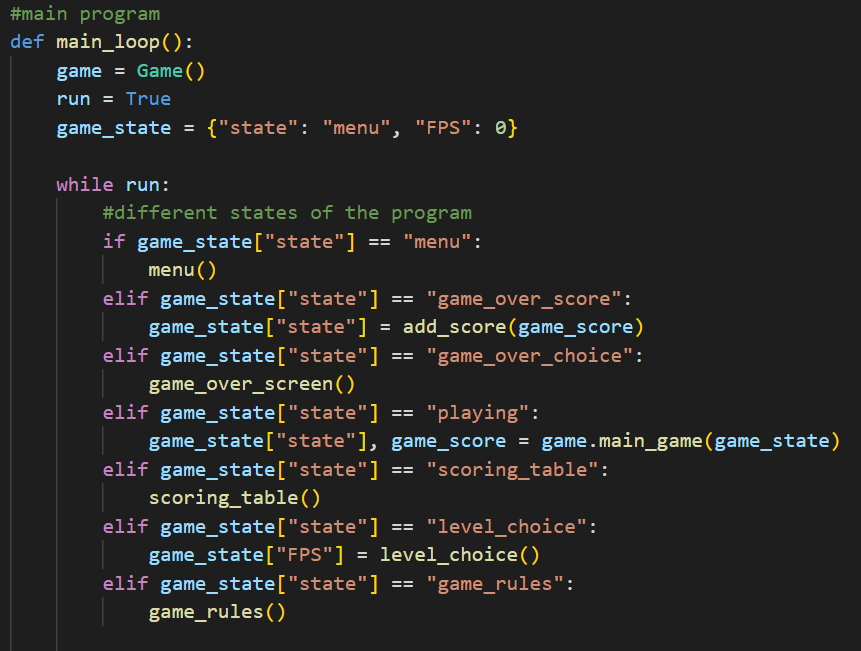 #main program
def main_loop():
    game = Game()
    run = True
    game_state = {"state": "menu", "FPS": 0}

    while run:
        #different states of the program
        if game_state["state"] == "menu":
            menu()
        elif game_state["state"] == "game_over_score":
            game_state["state"] = add_score(game_score)
        elif game_state["state"] == "game_over_choice":
            game_over_screen()
        elif game_state["state"] == "playing":
            game_state["state"], game_score = game.main_game(game_state)
        elif game_state["state"] == "scoring_table":
            scoring_table()
        elif game_state["state"] == "level_choice":
            game_state["FPS"] = level_choice()
        elif game_state["state"] == "game_rules":
            game_rules()